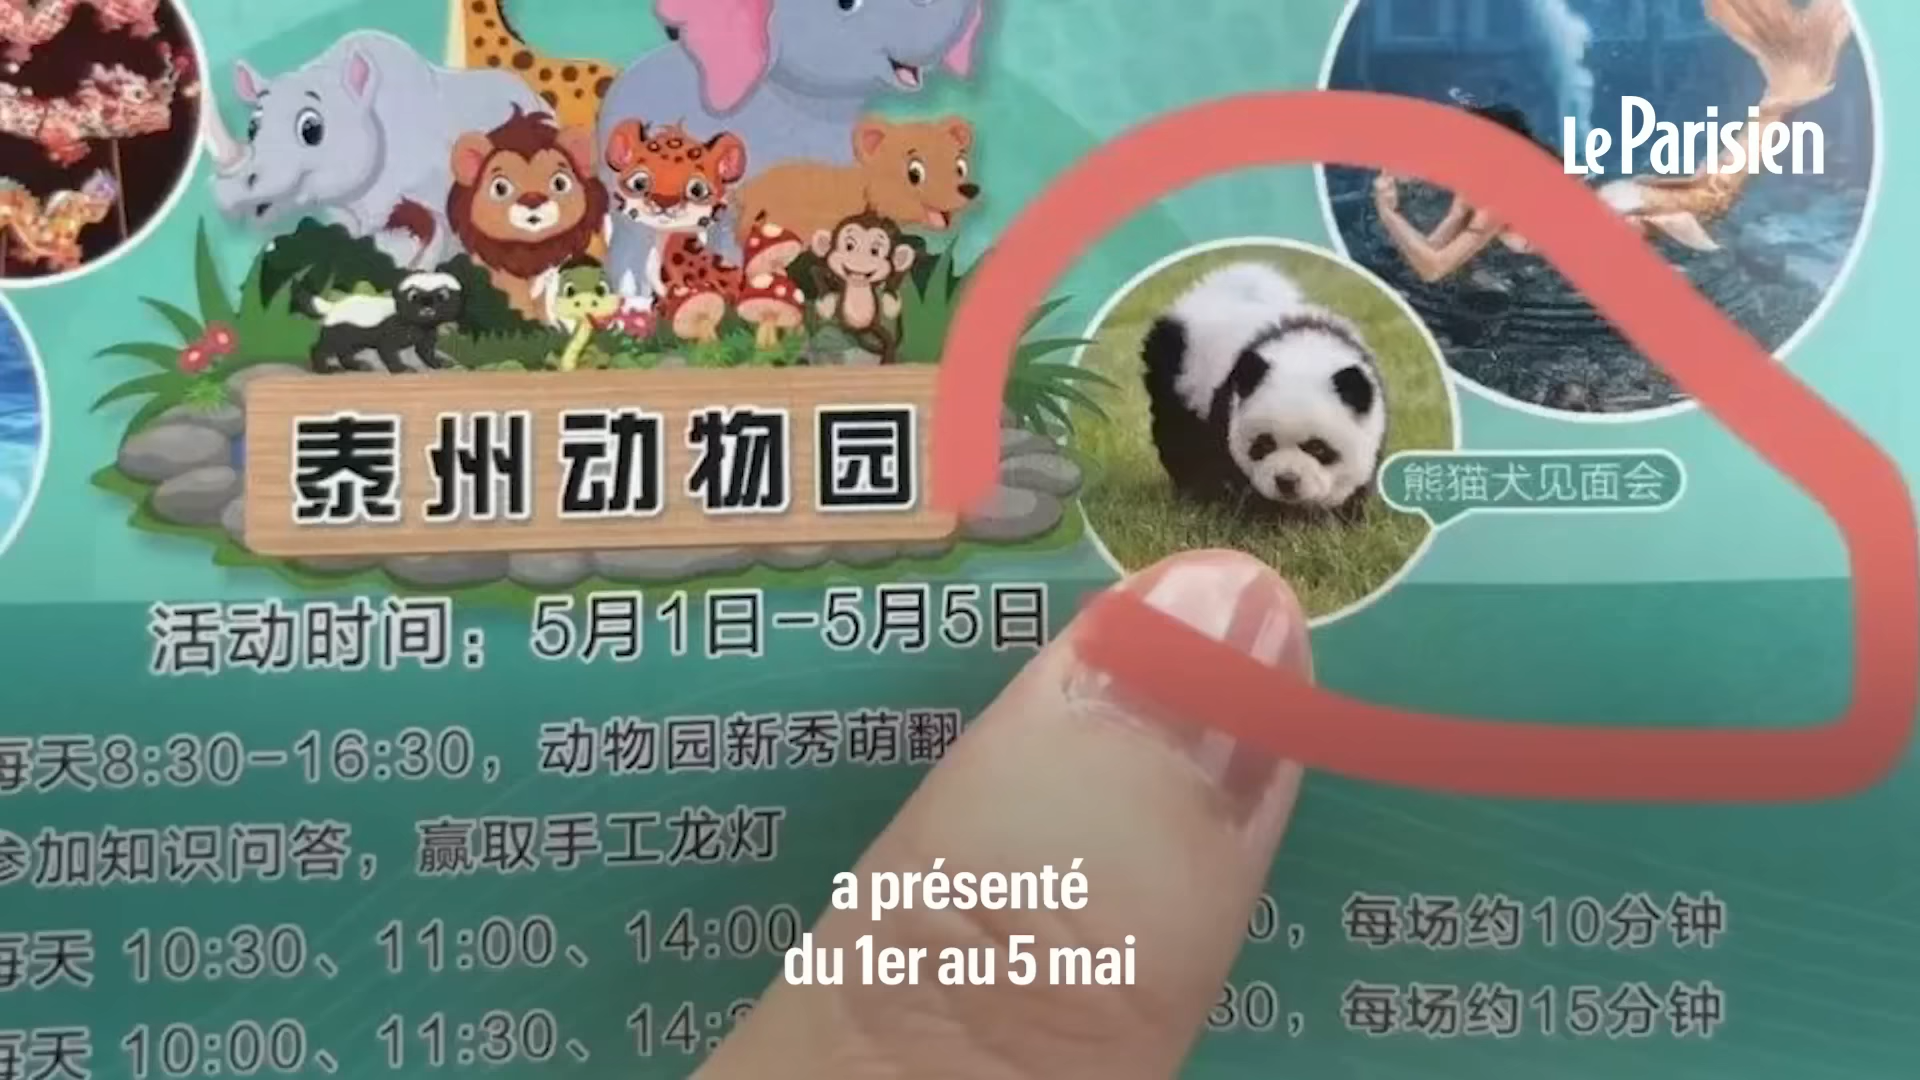 Le Parisien
泰州动物园
熊猫犬见面会
活动时间：5月1日-5月5日
每天8:30-16:30，动物园新秀萌翻
参加知识问答，赢取手工龙灯
每天 10:30、11:00、14:00
0，每场约10分钟
每天 10:00、11:30、14:
30，每场约15分钟
a présenté
du 1er au 5 mai